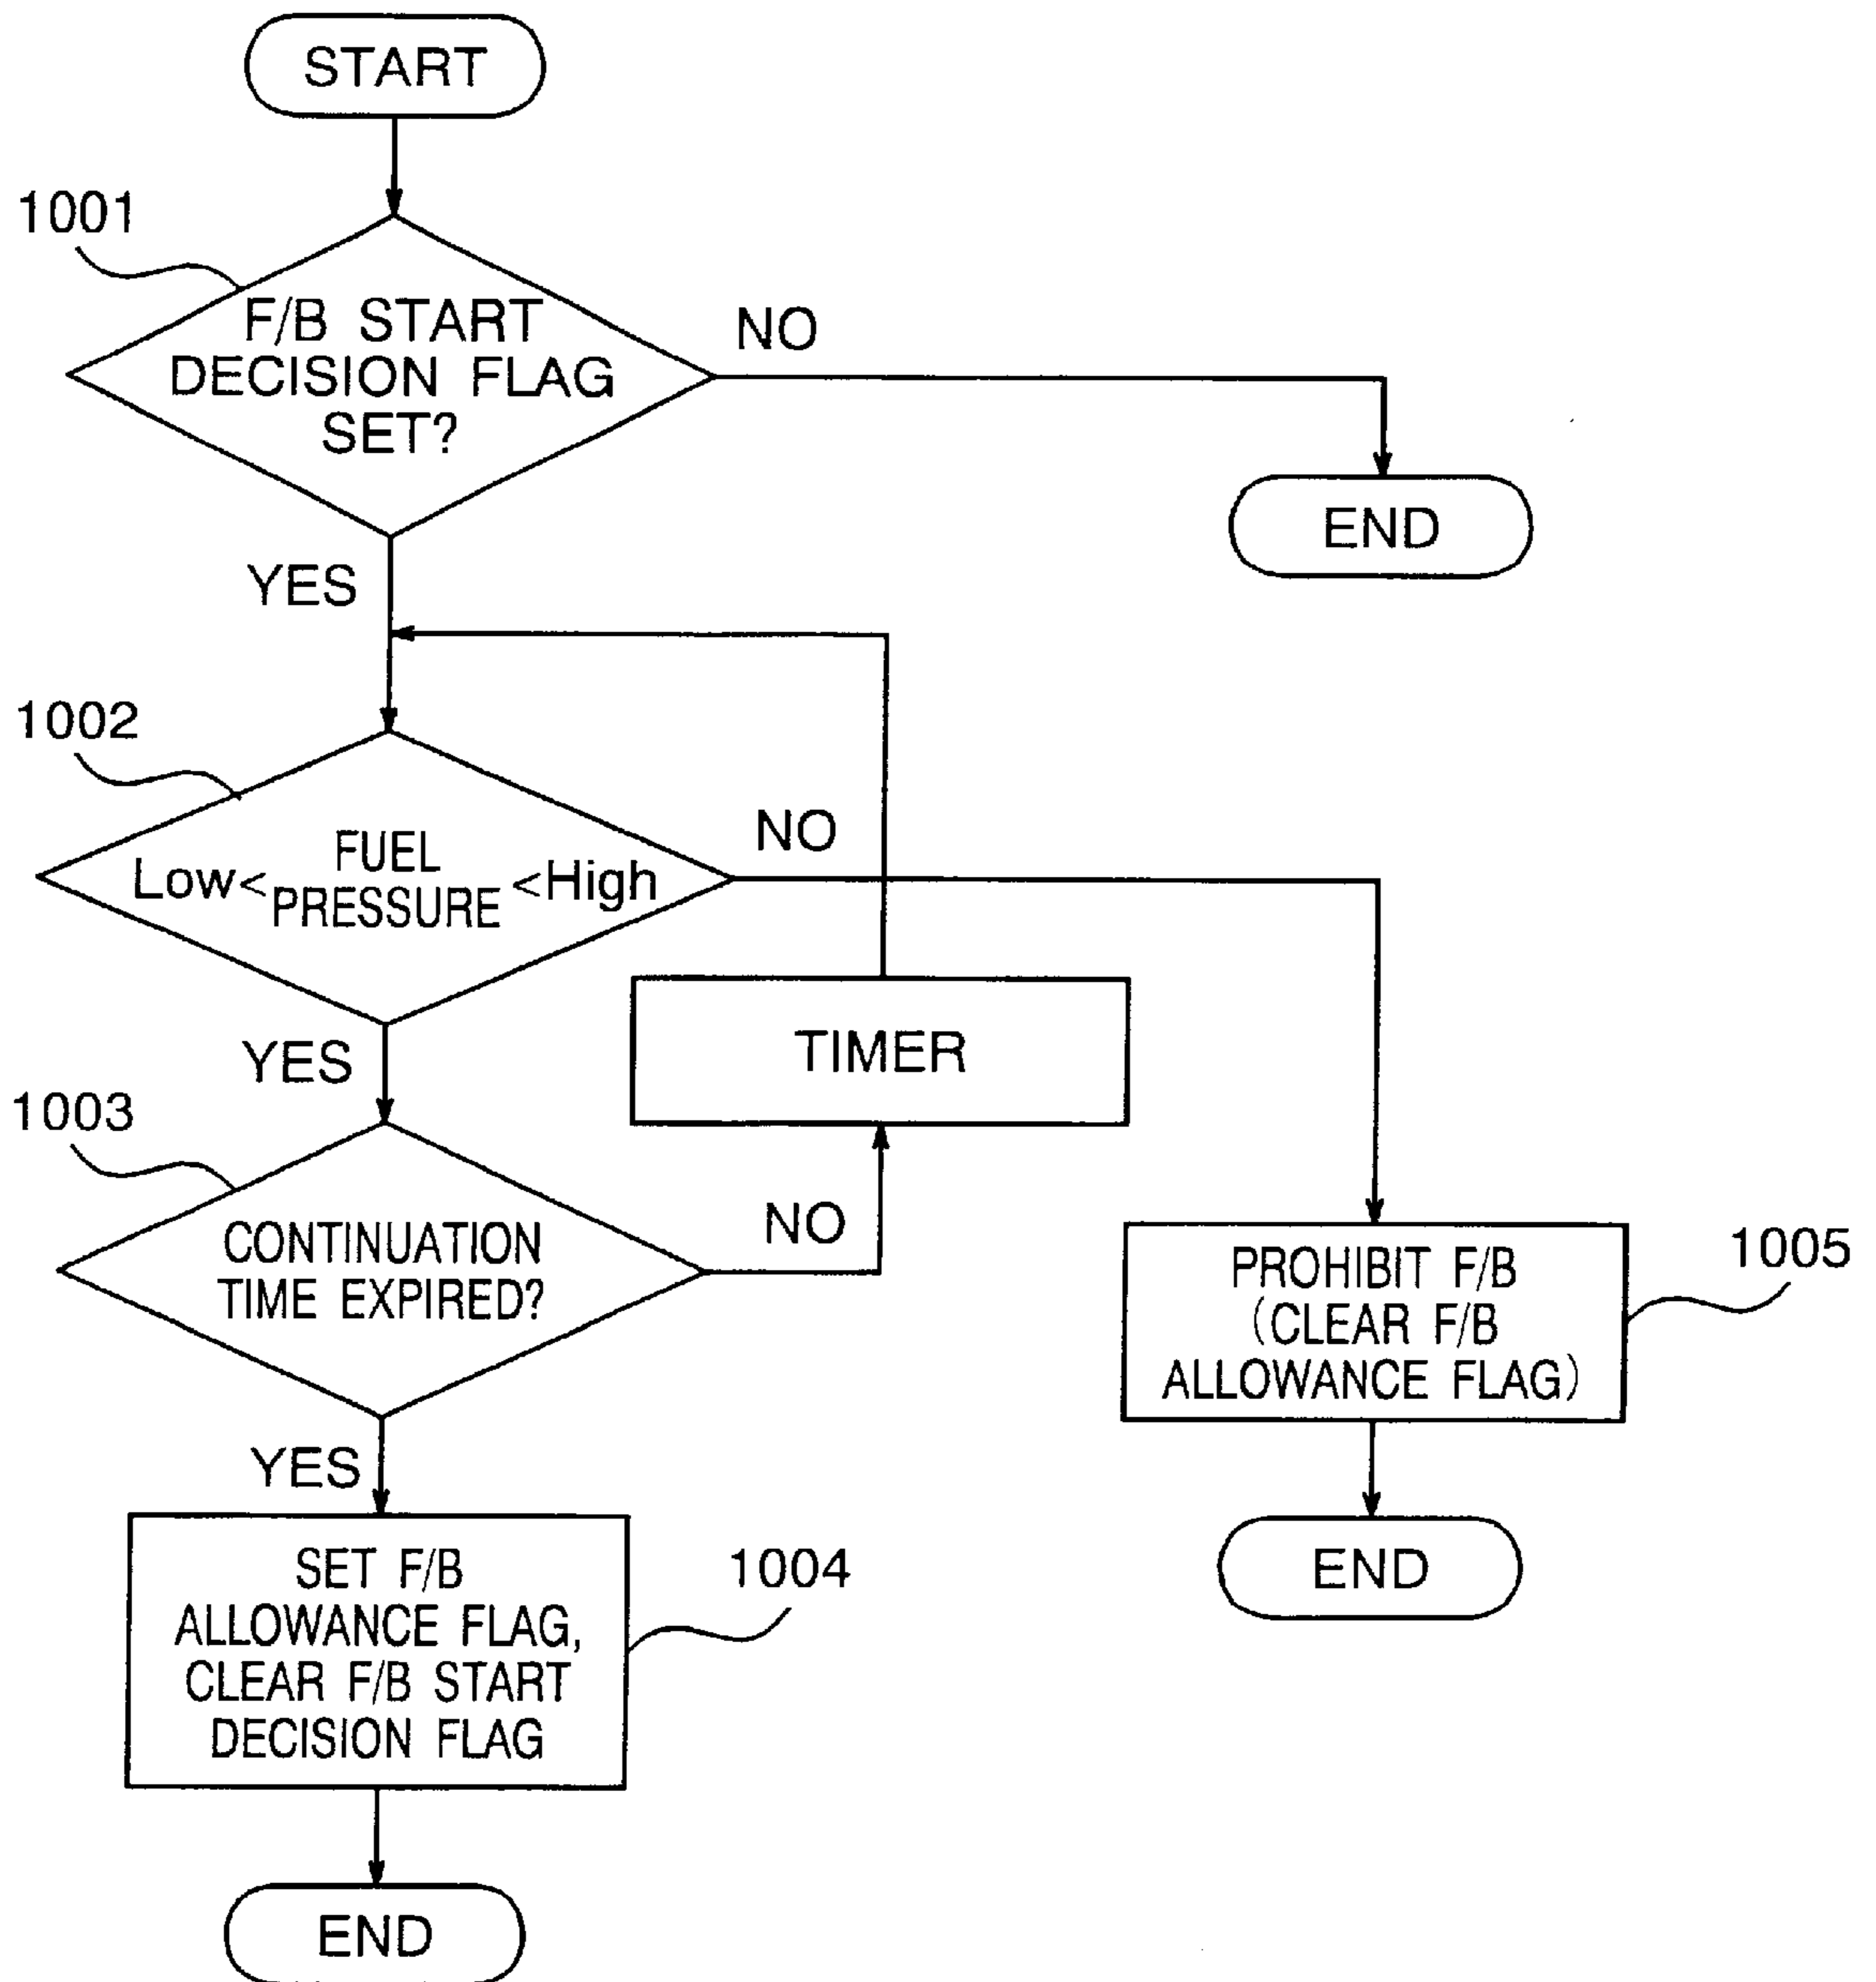 START
1001
F/B START
DECISION FLAG
SET?
NO
END
YES
1002
Low< FUEL PRESSURE <High
NO
YES
TIMER
1003
CONTINUATION
TIME EXPIRED?
NO
PROHIBIT F/B
(CLEAR F/B
ALLOWANCE FLAG)
1005
YES
END
SET F/B
ALLOWANCE FLAG,
CLEAR F/B START
DECISION FLAG
1004
END